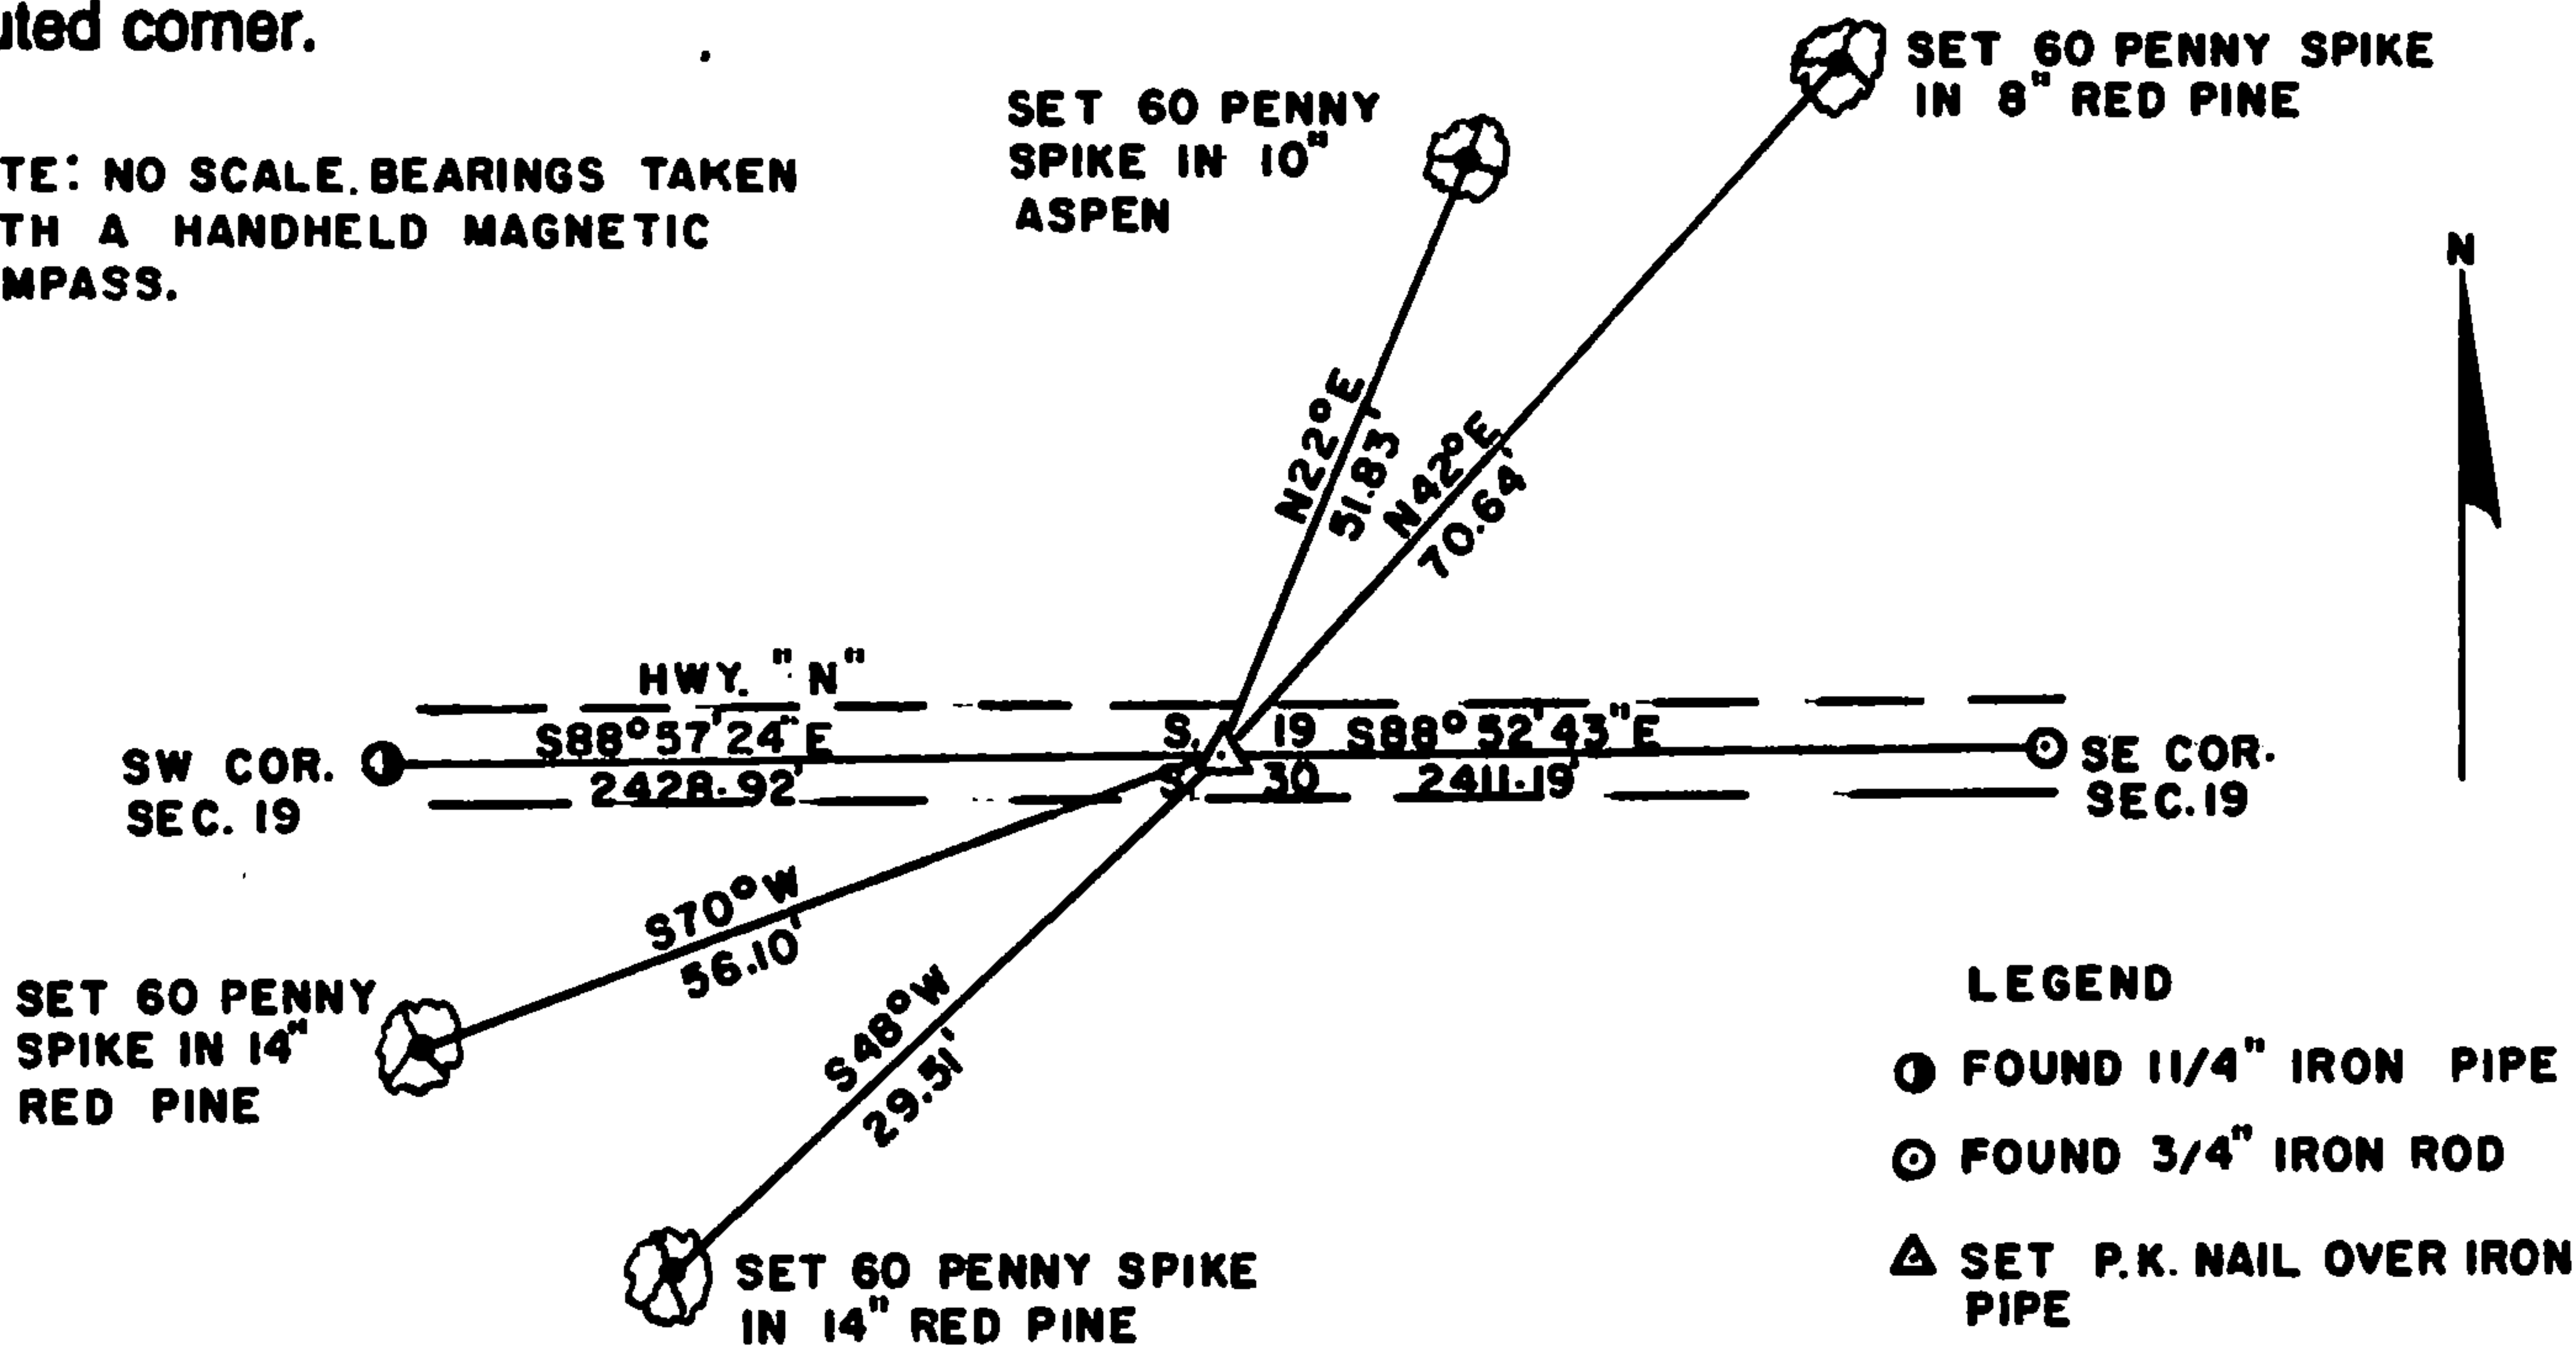 uted corner.
TE: NO SCALE. BEARINGS TAKEN
TH A HANDHELD MAGNETIC
MPASS.
SET 60 PENNY
SPIKE IN 10"
ASPEN
SET 60 PENNY SPIKE
IN 8" RED PINE
N
N22°E
51.83'
N42°E
70.64'
HWY. "N"
S88°57'24"E
2428.92'
S. 19
S. 30
S88°52'43"E
2411.19'
SW COR.
SEC. 19
SE COR.
SEC. 19
S70°W
56.10'
S48°W
29.51'
SET 60 PENNY
SPIKE IN 14"
RED PINE
SET 60 PENNY SPIKE
IN 14" RED PINE
LEGEND
FOUND 1 1/4" IRON PIPE
FOUND 3/4" IRON ROD
SET P.K. NAIL OVER IRON
PIPE